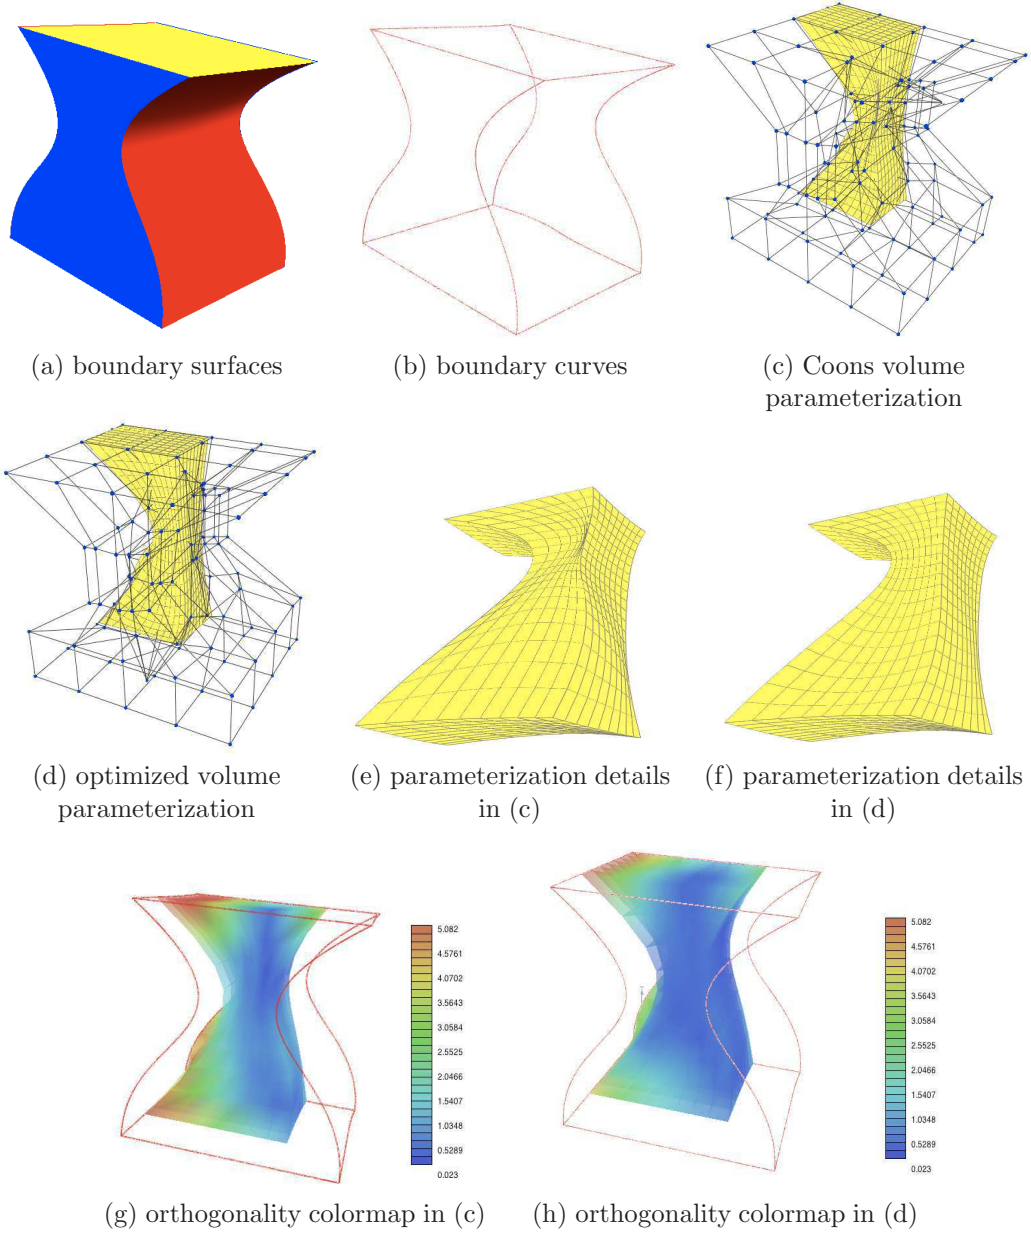 (a) boundary surfaces
(b) boundary curves
(c) Coons volume
parameterization
(d) optimized volume
parameterization
(e) parameterization details
in (c)
(f) parameterization details
in (d)
5.082
4.5761
4.0702
3.5643
3.0584
2.5525
2.0466
1.5407
1.0348
0.5289
0.023
5.082
4.5761
4.0702
3.5643
3.0584
2.5525
2.0466
1.5407
1.0348
0.5289
0.023
(g) orthogonality colormap in (c)
(h) orthogonality colormap in (d)